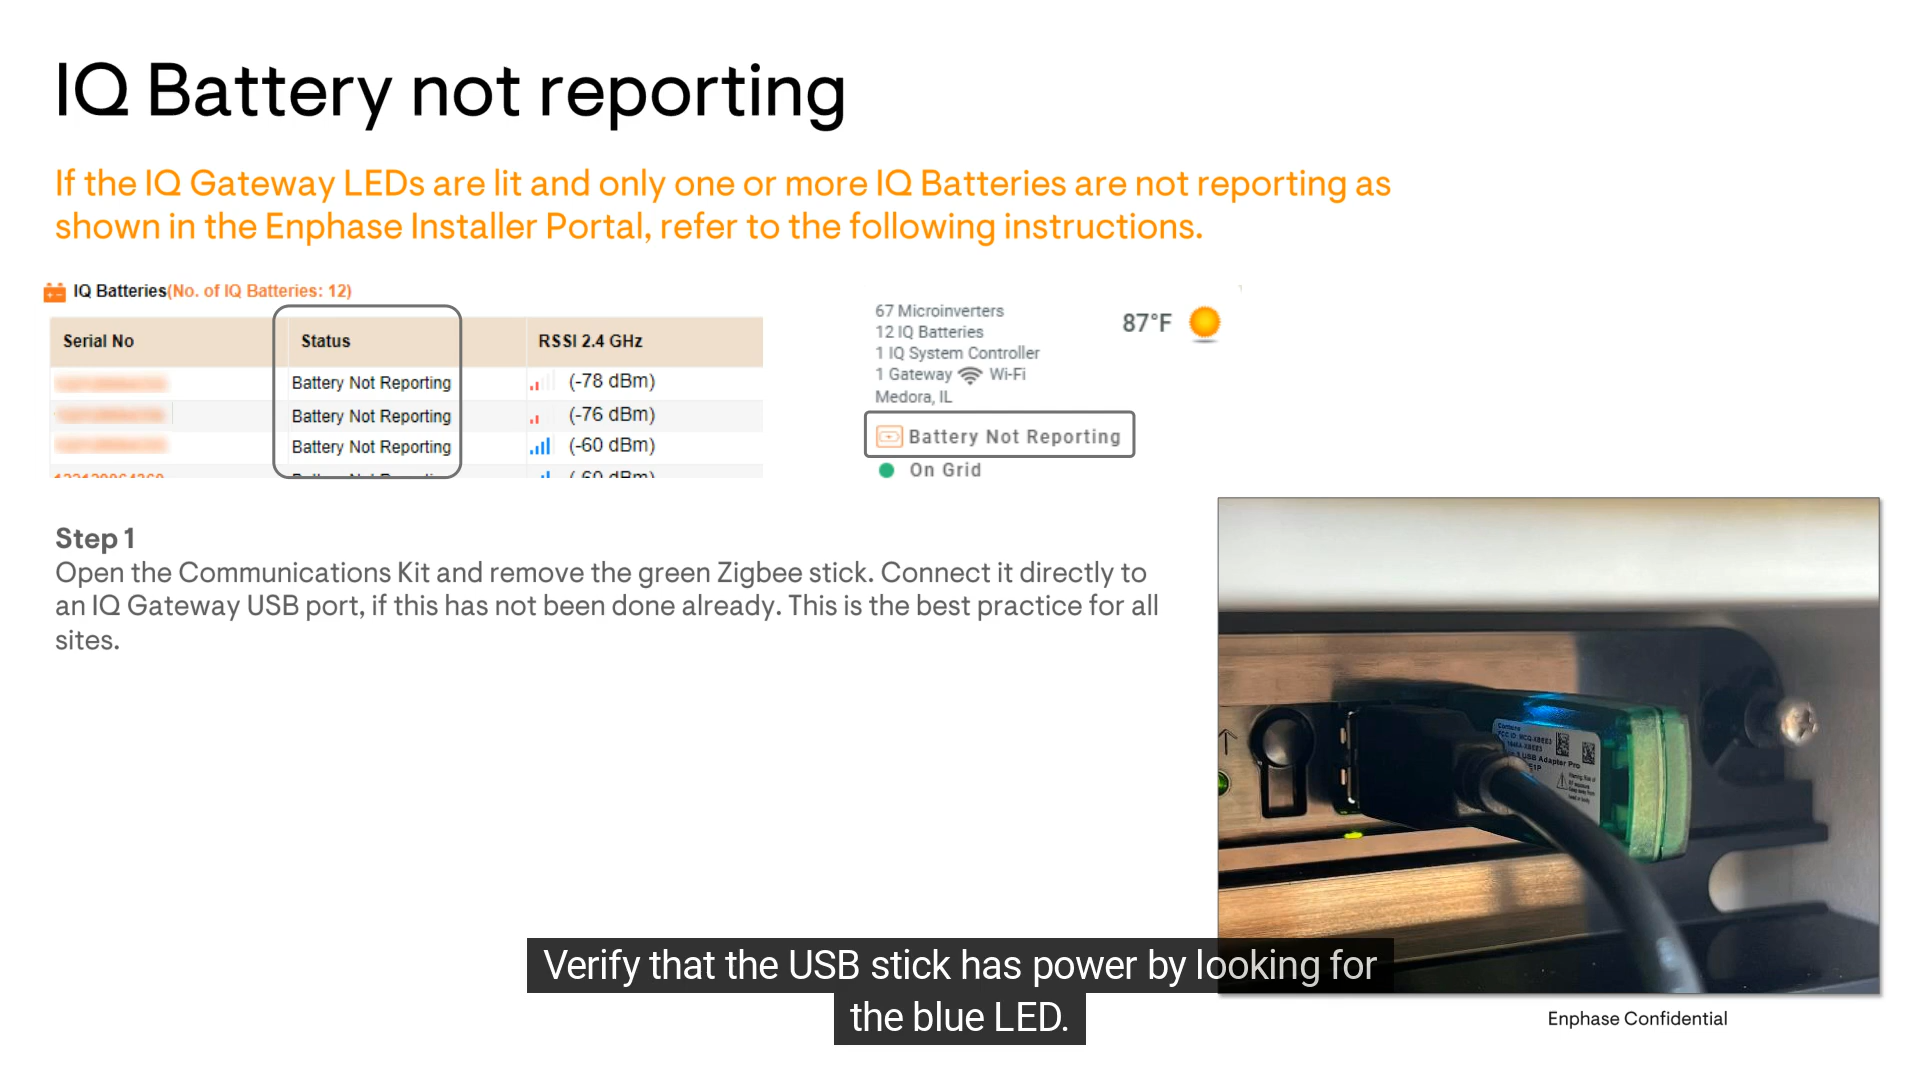 IQ Battery not reporting
If the IQ Gateway LEDs are lit and only one or more IQ Batteries are not reporting as
shown in the Enphase Installer Portal, refer to the following instructions.
IQ Batteries(No. of IQ Batteries: 12)
Serial No Status RSSI 2.4 GHz
Battery Not Reporting (-78 dBm)
Battery Not Reporting (-76 dBm)
Battery Not Reporting (-60 dBm)
67 Microinverters
12 IQ Batteries
1 IQ System Controller
1 Gateway Wi-Fi
Medora, IL
87°F
Battery Not Reporting
On Grid
Step 1
Open the Communications Kit and remove the green Zigbee stick. Connect it directly to
an IQ Gateway USB port, if this has not been done already. This is the best practice for all
sites.
USB Adapter Pro
Verify that the USB stick has power by looking for
the blue LED.
Enphase Confidential